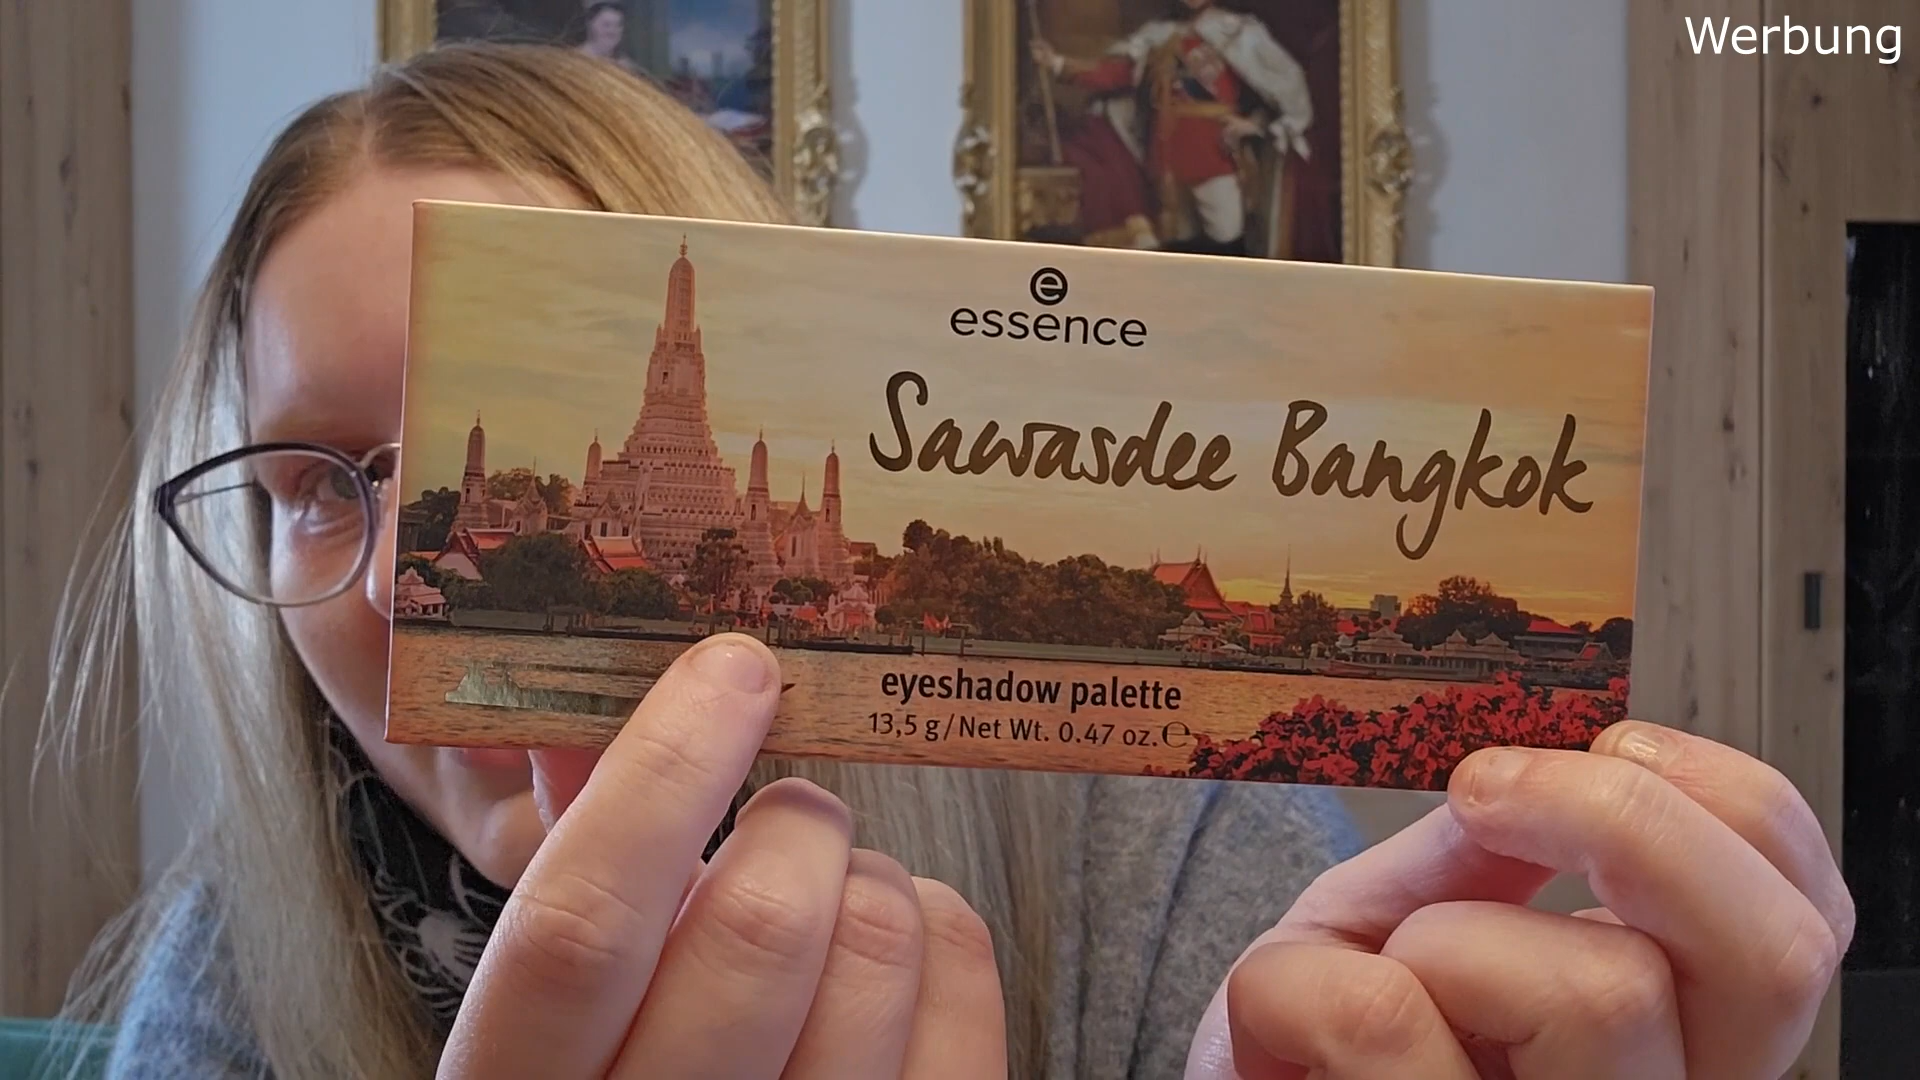 Werbung
e
essence
Sawasdee Bangkok
eyeshadow palette
13,5 g/Net Wt. 0.47 oz.℮